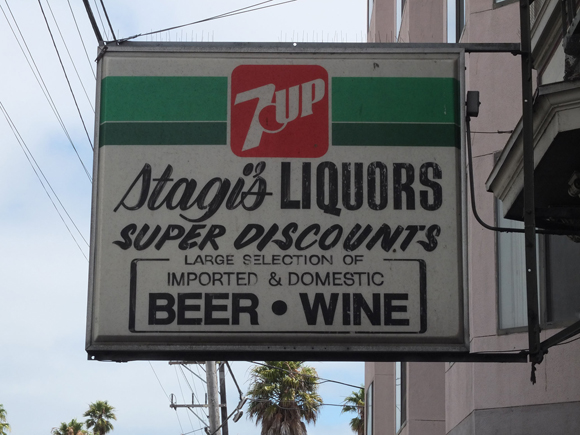 7UP
Stagi's LIQUORS
SUPER DISCOUNTS
LARGE SELECTION OF
IMPORTED & DOMESTIC
BEER • WINE